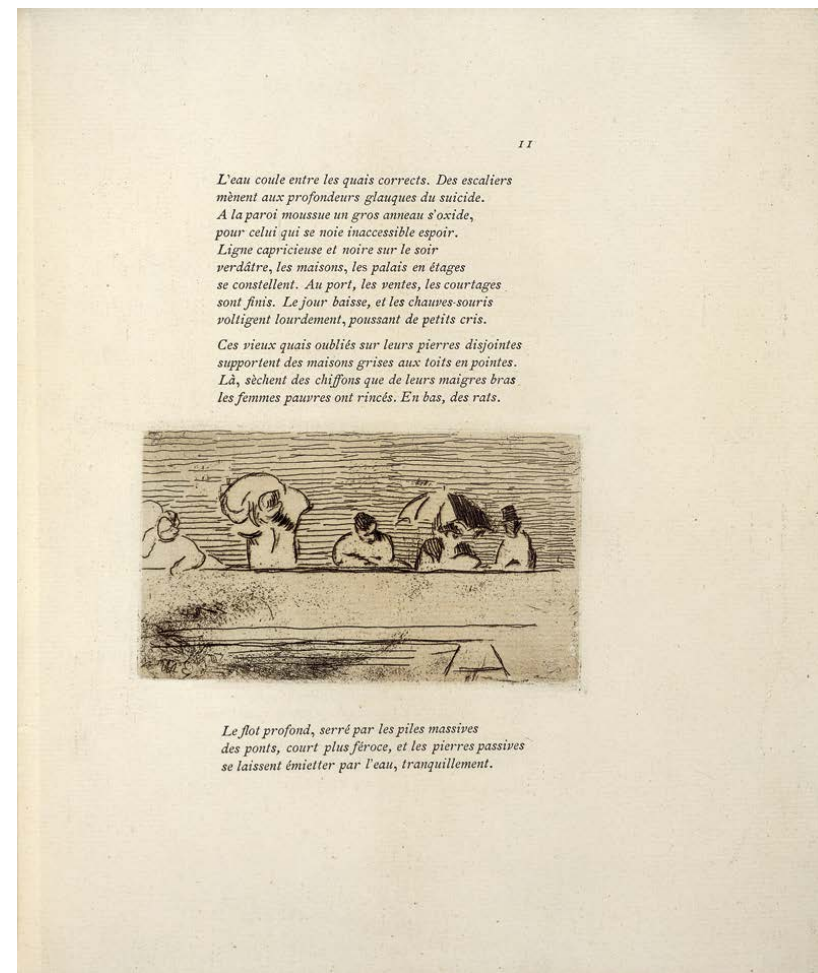 11
L'eau coule entre les quais corrects. Des escaliers
mènent aux profondeurs glauques du suicide.
A la paroi moussue un gros anneau s'oxide,
pour celui qui se noie inaccessible espoir.
Ligne capricieuse et noire sur le soir
verdâtre, les maisons, les palais en étages
se constellent. Au port, les ventes, les courtages
sont finis. Le jour baisse, et les chauves-souris
voltigent lourdement, poussant de petits cris.
Ces vieux quais oubliés sur leurs pierres disjointes
supportent des maisons grises aux toits en pointes.
Là, sèchent des chiffons que de leurs maigres bras
les femmes pauvres ont rincés. En bas, des rats.
Le flot profond, serré par les piles massives
des ponts, court plus féroce, et les pierres passives
se laissent émietter par l'eau, tranquillement.